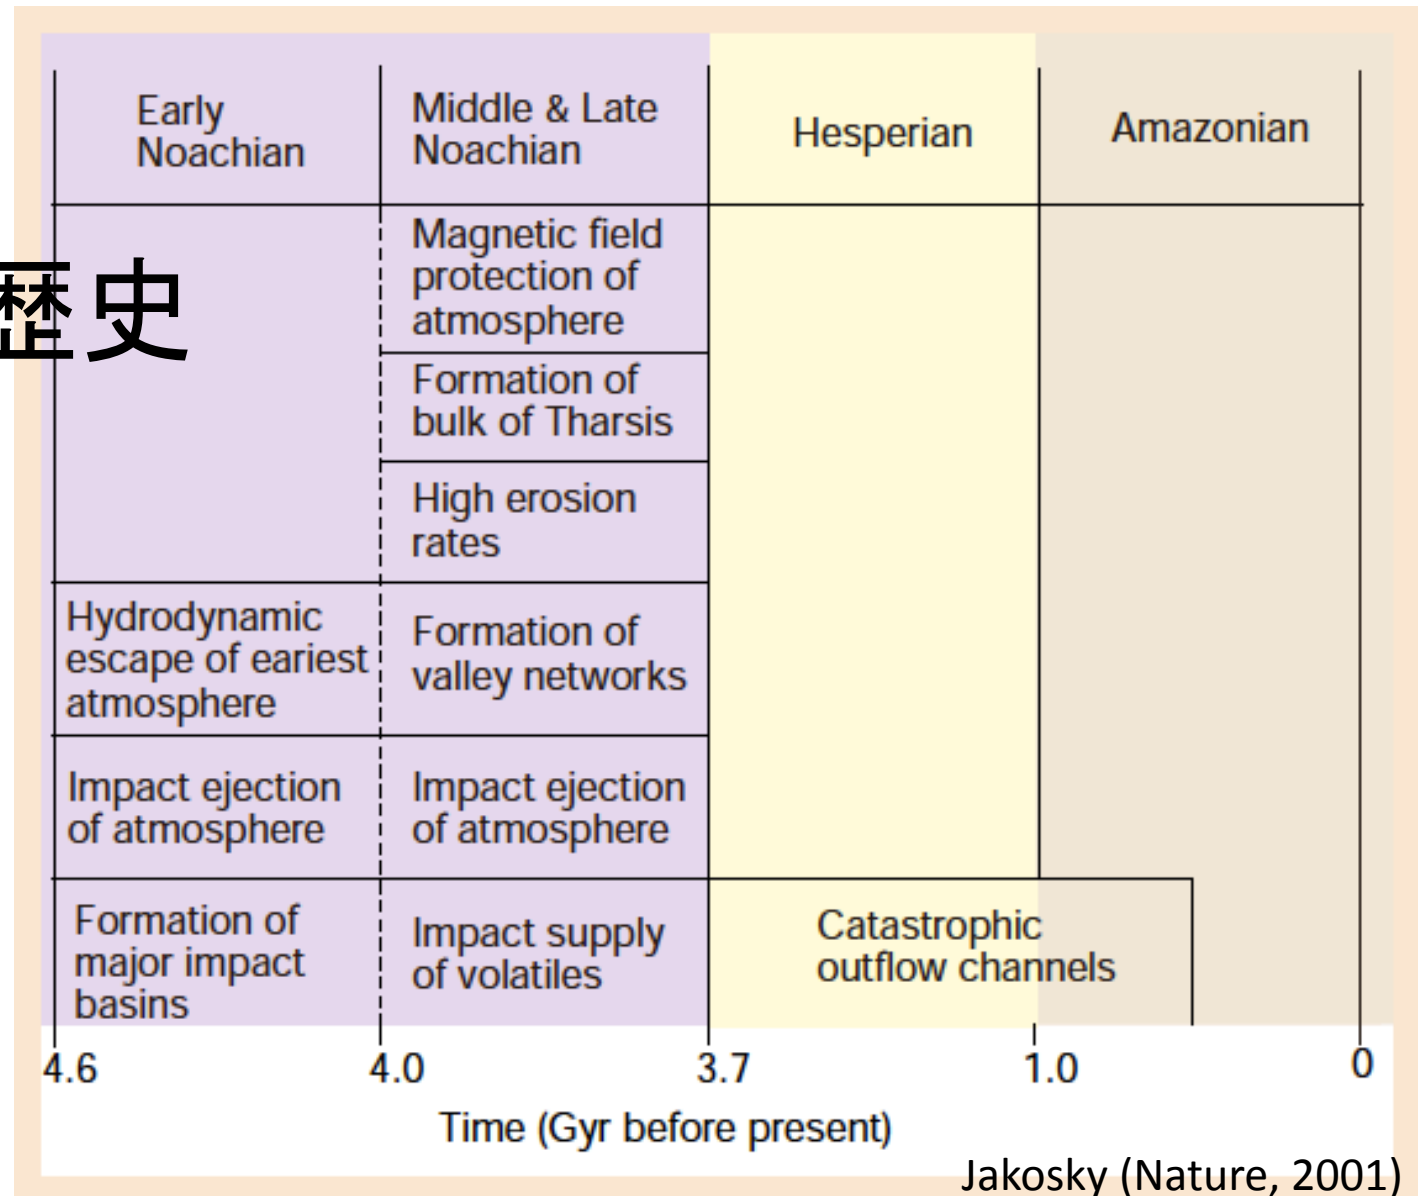 Early
Noachian
Middle & Late
Noachian
Hesperian
Amazonian
歴史
Magnetic field
protection of
atmosphere
Formation of
bulk of Tharsis
High erosion
rates
Hydrodynamic
escape of eariest
atmosphere
Formation of
valley networks
Impact ejection
of atmosphere
Impact ejection
of atmosphere
Formation of
major impact
basins
Impact supply
of volatiles
Catastrophic
outflow channels
4.6 4.0 3.7 1.0 0
Time (Gyr before present)
Jakosky (Nature, 2001)